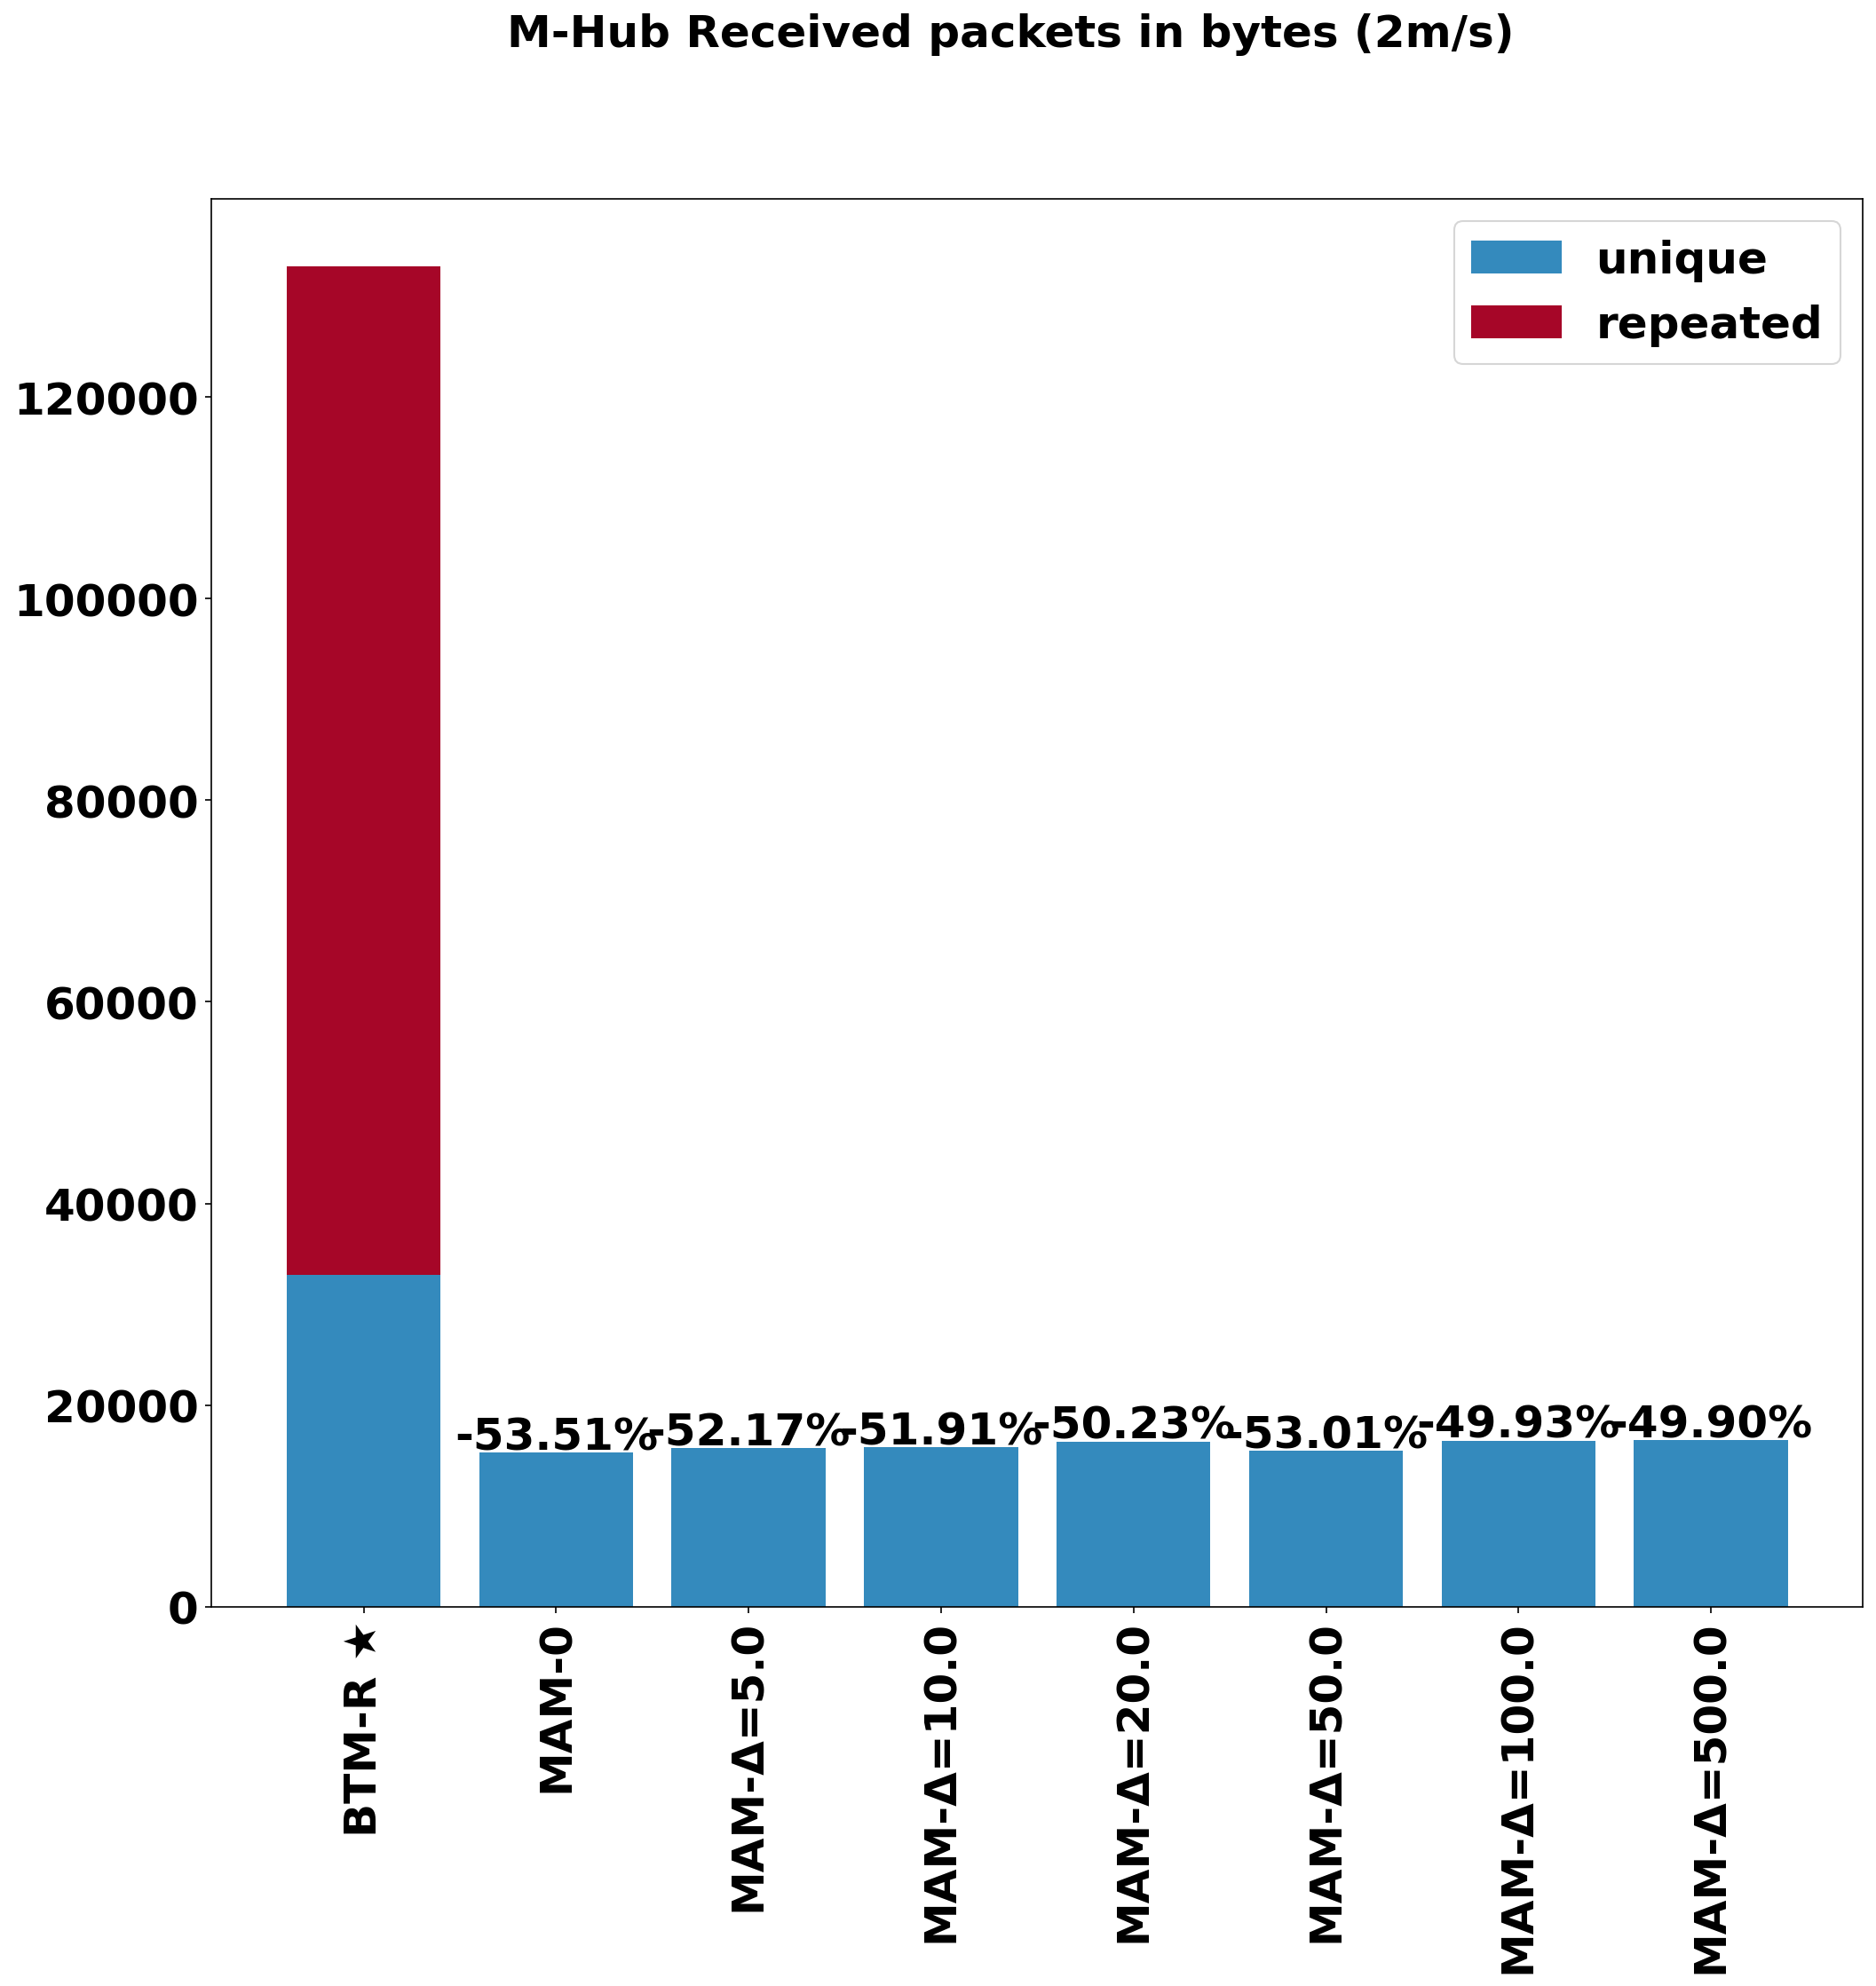 M-Hub Received packets in bytes (2m/s)
unique
repeated
120000
100000
80000
60000
40000
20000
0
-53.51%
-52.17%
-51.91%
-50.23%
-53.01%
-49.93%
-49.90%
BTM-R ★
MAM-0
MAM-Δ=5.0
MAM-Δ=10.0
MAM-Δ=20.0
MAM-Δ=50.0
MAM-Δ=100.0
MAM-Δ=500.0